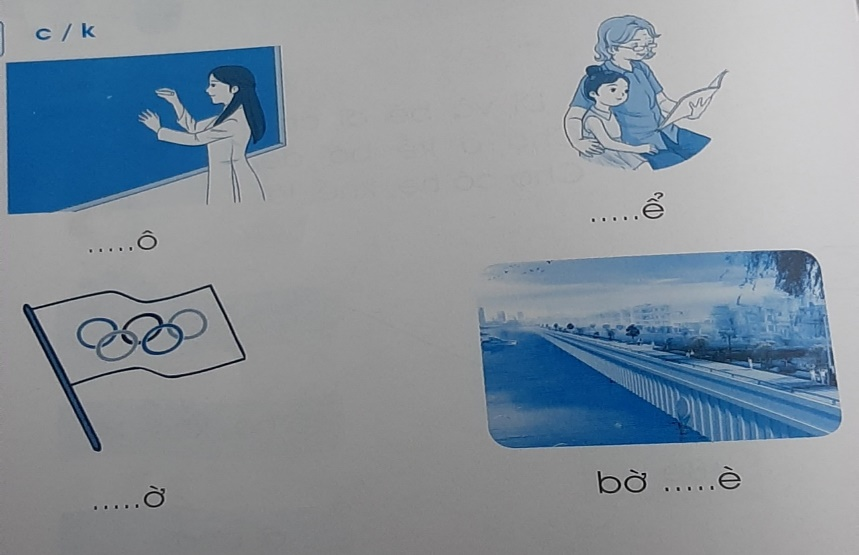 c / k
.....ô
.....ể
.....ờ
bờ .....è